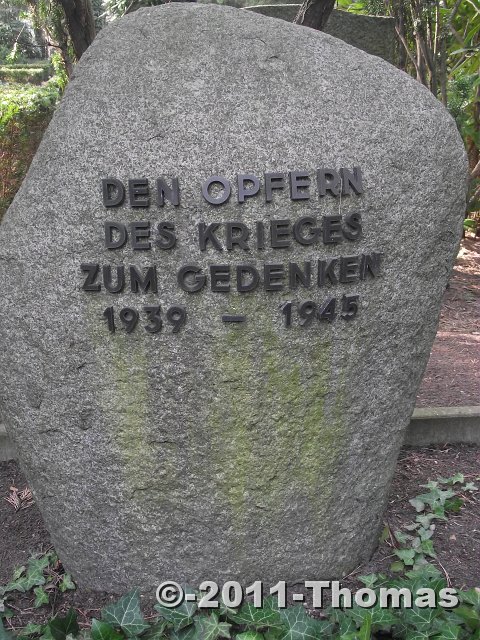 DEN OPFERN
DES KRIEGES
ZUM GEDENKEN
1939 – 1945
©-2011-Thomas